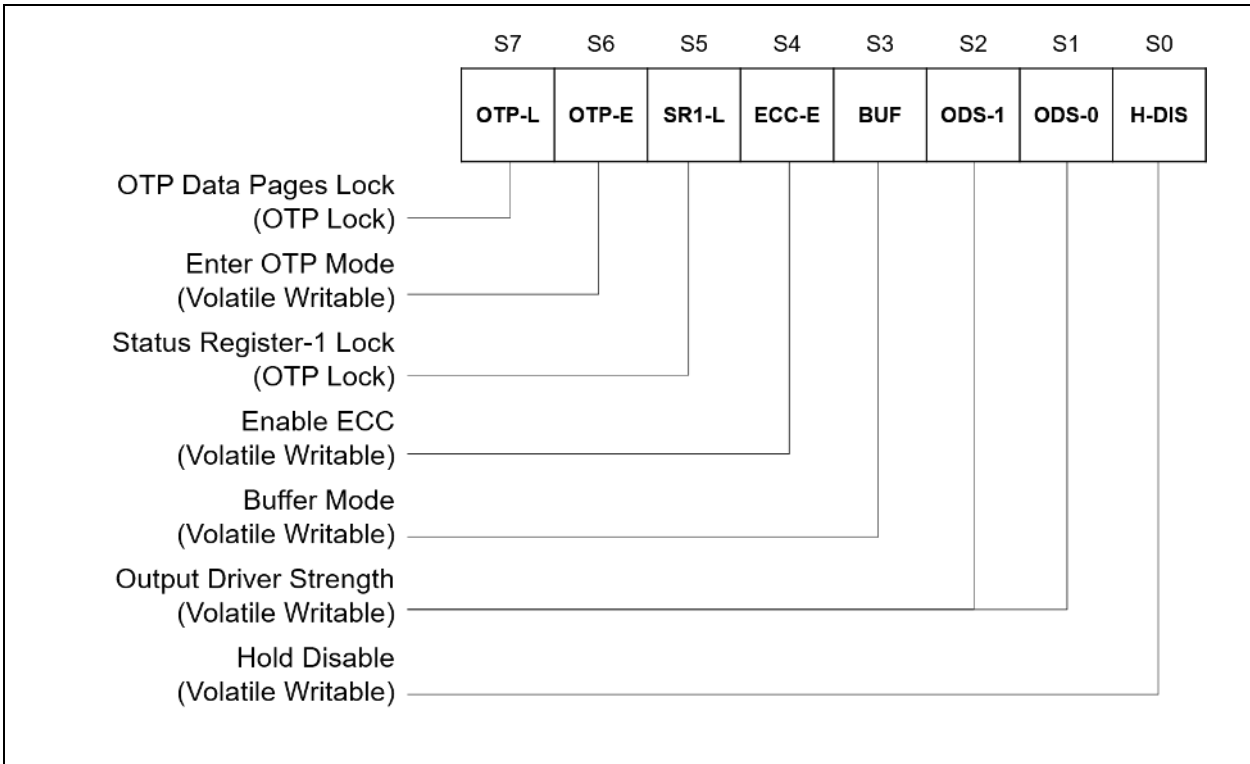 S7 S6 S5 S4 S3 S2 S1 S0
OTP-L OTP-E SR1-L ECC-E BUF ODS-1 ODS-0 H-DIS
OTP Data Pages Lock
(OTP Lock)
Enter OTP Mode
(Volatile Writable)
Status Register-1 Lock
(OTP Lock)
Enable ECC
(Volatile Writable)
Buffer Mode
(Volatile Writable)
Output Driver Strength
(Volatile Writable)
Hold Disable
(Volatile Writable)